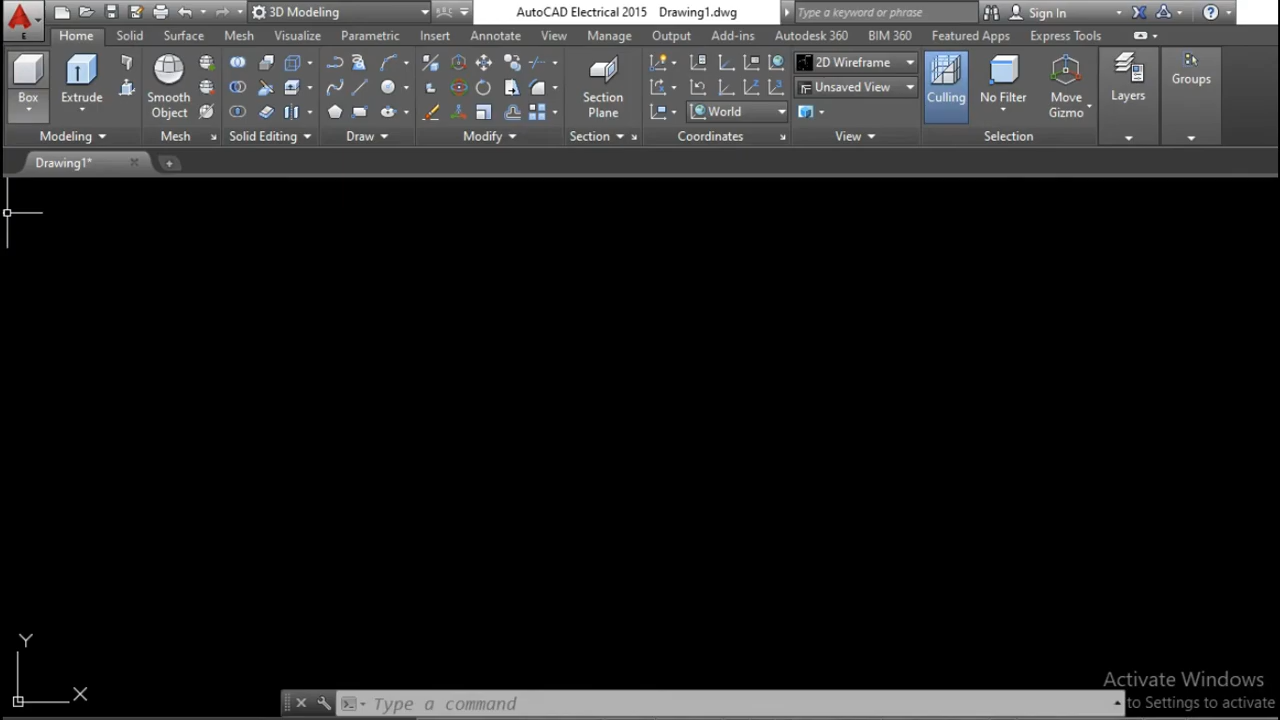 3D Modeling
AutoCAD Electrical 2015 Drawing1.dwg
Type a keyword or phrase
Sign In
E
Home Solid Surface Mesh Visualize Parametric Insert Annotate View Manage Output Add-ins Autodesk 360 BIM 360 Featured Apps Express Tools
2D Wireframe
Unsaved View
World
Box
Extrude
Smooth
Object
Section
Plane
Culling
No Filter
Move
Gizmo
Layers
Groups
Modeling
Mesh
Solid Editing
Draw
Modify
Section
Coordinates
View
Selection
Drawing1*
Y
X
Type a command
Activate Windows
to Settings to activate